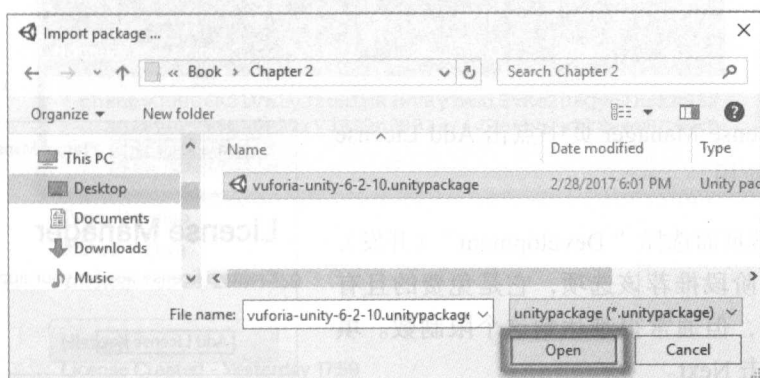 Import package ...
« Book › Chapter 2
Search Chapter 2
Organize
New folder
This PC
Desktop
Documents
Downloads
Music
Name
Date modified
Type
vuforia-unity-6-2-10.unitypackage
2/28/2017 6:01 PM
Unity pac
File name:
vuforia-unity-6-2-10.unitypackage
unitypackage (*.unitypackage)
Open
Cancel